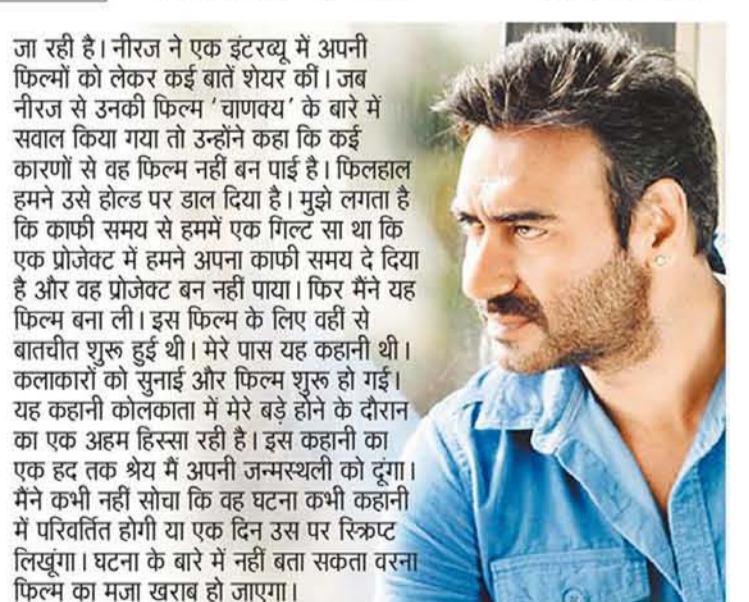 जा रही है। नीरज ने एक इंटरव्यू में अपनी
फिल्मों को लेकर कई बातें शेयर कीं। जब
नीरज से उनकी फिल्म 'चाणक्य' के बारे में
सवाल किया गया तो उन्होंने कहा कि कई
कारणों से वह फिल्म नहीं बन पाई है। फिलहाल
हमने उसे होल्ड पर डाल दिया है। मुझे लगता है
कि काफी समय से हममें एक गिल्ट सा था कि
एक प्रोजेक्ट में हमने अपना काफी समय दे दिया
है और वह प्रोजेक्ट बन नहीं पाया। फिर मैंने यह
फिल्म बना ली। इस फिल्म के लिए वहीं से
बातचीत शुरू हुई थी। मेरे पास यह कहानी थी।
कलाकारों को सुनाई और फिल्म शुरू हो गई।
यह कहानी कोलकाता में मेरे बड़े होने के दौरान
का एक अहम हिस्सा रही है। इस कहानी का
एक हद तक श्रेय मैं अपनी जन्मस्थली को दूंगा।
मैंने कभी नहीं सोचा कि वह घटना कभी कहानी
में परिवर्तित होगी या एक दिन उस पर स्क्रिप्ट
लिखूंगा। घटना के बारे में नहीं बता सकता वरना
फिल्म का मजा खराब हो जाएगा।